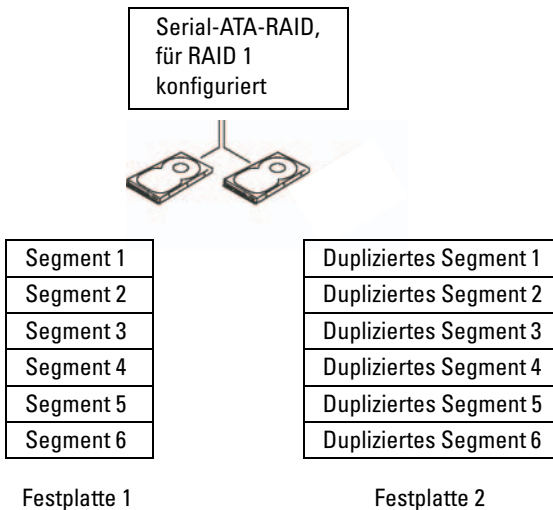 Serial-ATA-RAID,
für RAID 1
konfiguriert
Segment 1
Segment 2
Segment 3
Segment 4
Segment 5
Segment 6
Festplatte 1
Dupliziertes Segment 1
Dupliziertes Segment 2
Dupliziertes Segment 3
Dupliziertes Segment 4
Dupliziertes Segment 5
Dupliziertes Segment 6
Festplatte 2